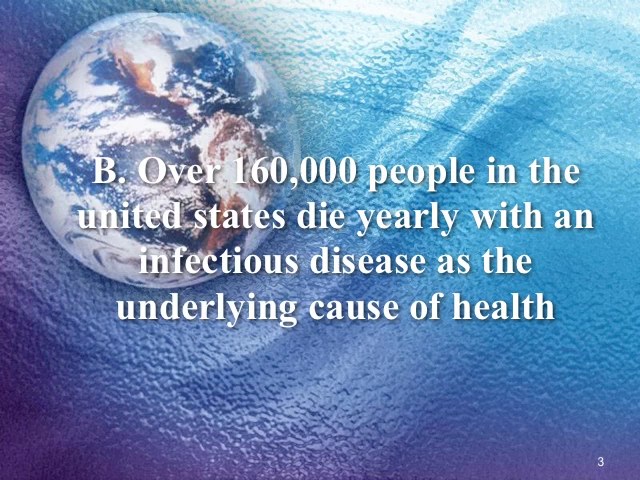 B. Over 160,000 people in the
united states die yearly with an
infectious disease as the
underlying cause of health
3